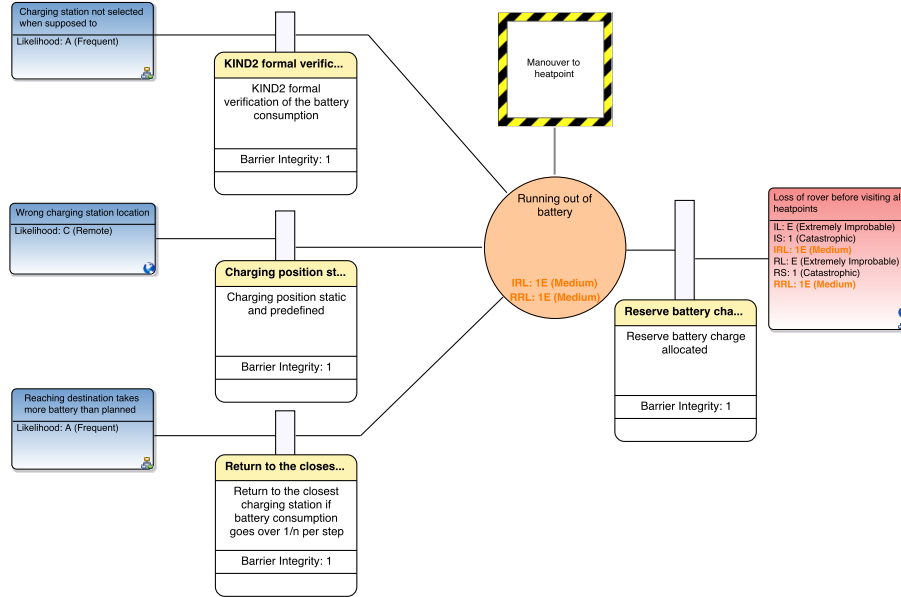 Charging station not selected
when supposed to
Likelihood: A (Frequent)
KIND2 formal verific...
KIND2 formal
verification of the battery
consumption
Barrier Integrity: 1
Manouver to
heatpoint
Wrong charging station location
Likelihood: C (Remote)
Charging position st...
Charging position static
and predefined
Barrier Integrity: 1
Running out of
battery
IRL: 1E (Medium)
RRL: 1E (Medium)
Reserve battery cha...
Reserve battery charge
allocated
Barrier Integrity: 1
Loss of rover before visiting al
heatpoints
IL: E (Extremely Improbable)
IS: 1 (Catastrophic)
IRL: 1E (Medium)
RL: E (Extremely Improbable)
RS: 1 (Catastrophic)
RRL: 1E (Medium)
Reaching destination takes
more battery than planned
Likelihood: A (Frequent)
Return to the closes...
Return to the closest
charging station if
battery consumption
goes over 1/n per step
Barrier Integrity: 1